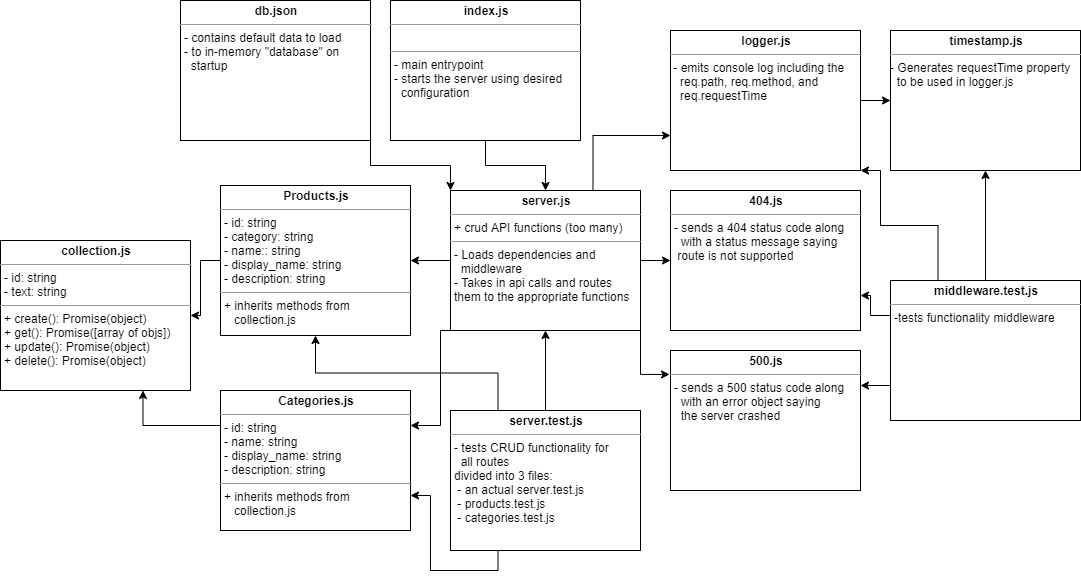 db.json
- contains default data to load
- to in-memory "database" on
startup
index.js
- main entrypoint
- starts the server using desired
configuration
logger.js
- emits console log including the
req.path, req.method, and
req.requestTime
timestamp.js
- Generates requestTime property
to be used in logger.js
collection.js
- id: string
- text: string
+ create(): Promise(object)
+ get(): Promise([array of objs])
+ update(): Promise(object)
+ delete(): Promise(object)
Products.js
- id: string
- category: string
- name:: string
- display_name: string
- description: string
+ inherits methods from
collection.js
server.js
+ crud API functions (too many)
- Loads dependencies and
middleware
- Takes in api calls and routes
them to the appropriate functions
404.js
- sends a 404 status code along
with a status message saying
route is not supported
middleware.test.js
-tests functionality middleware
500.js
- sends a 500 status code along
with an error object saying
the server crashed
Categories.js
- id: string
- name: string
- display_name: string
- description: string
+ inherits methods from
collection.js
server.test.js
- tests CRUD functionality for
all routes
divided into 3 files:
- an actual server.test.js
- products.test.js
- categories.test.js